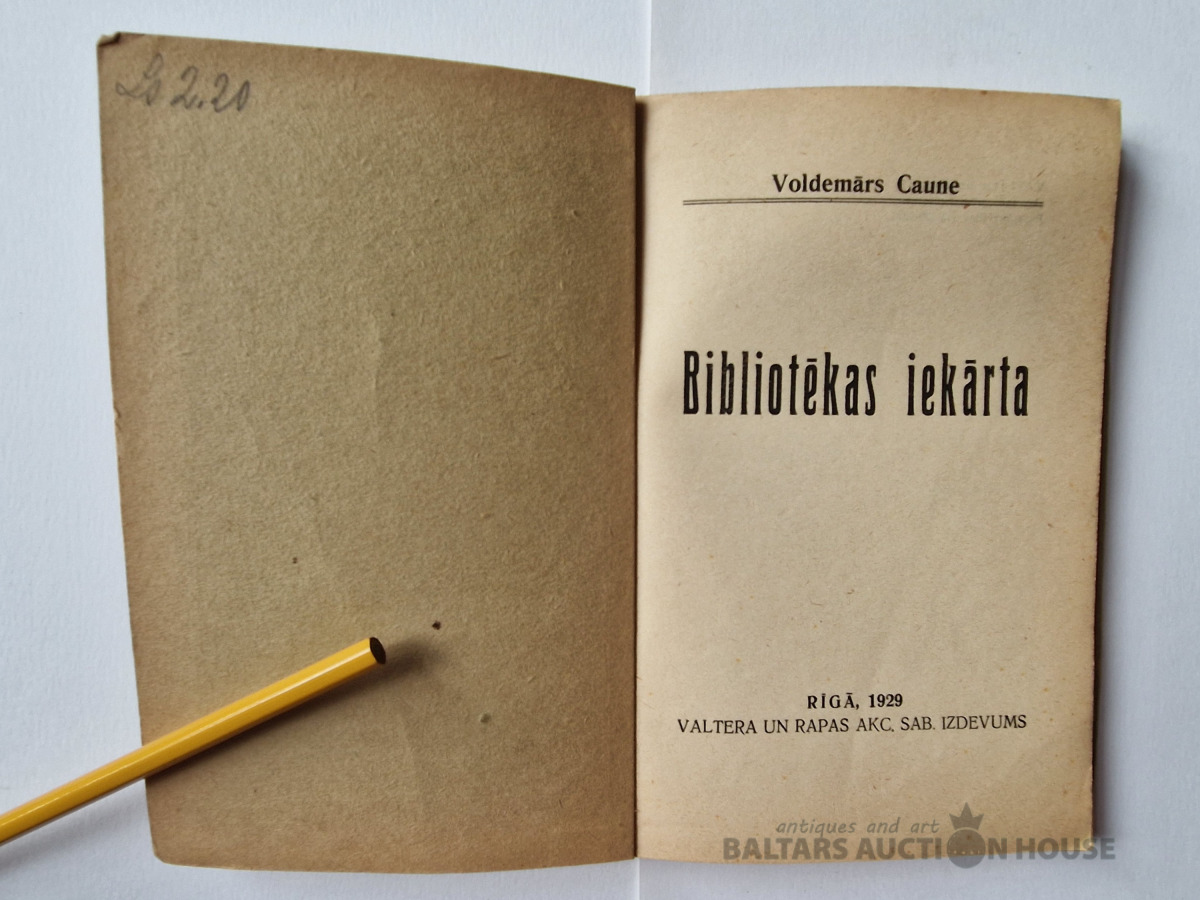 Ls 2.20
Voldemārs Caune
Bibliotēkas iekārta
RĪGĀ, 1929
VALTERA UN RAPAS AKC. SAB. IZDEVUMS
antiques and art
BALTARS AUCTION HOUSE